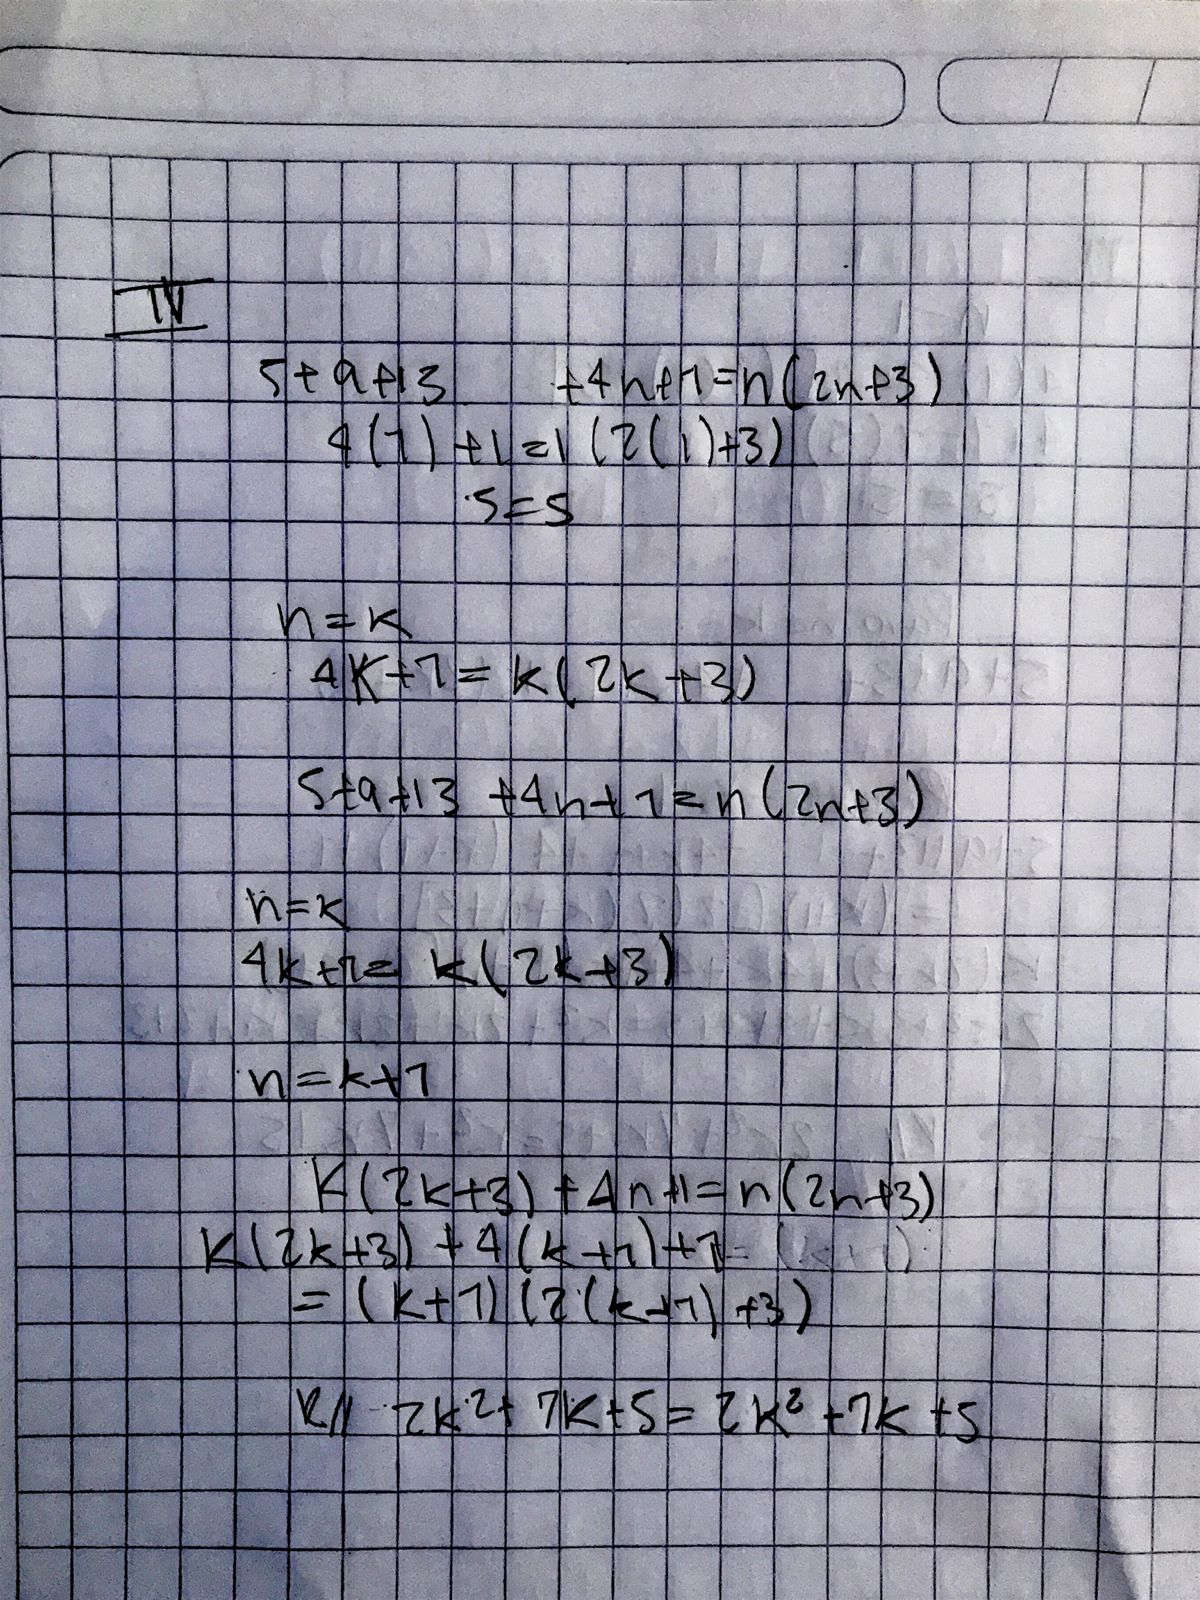 IV
5+9+13 +4n+1=n(2n+3)
4(1)+1=1(2(1)+3)
5=5
n=k
4K+1=k(2k+3)
5+9+13 +4n+1=n(2n+3)
n=k
4k+1= k(2k+3)
n=k+1
K(2k+3)+4n+1=n(2n+3)
K(2k+3)+4(k+1)+1=
=(k+1)(2(k+1)+3)
R// 2k²+7k+5=2k²+7k+5